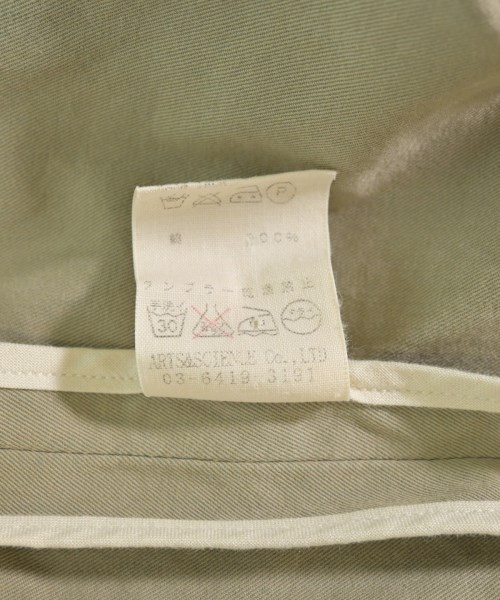 P
綿 100%
タンブラー乾燥禁止
手洗イ
30
ARTS&SCIENCE Co.,LTD
03-6419 3191